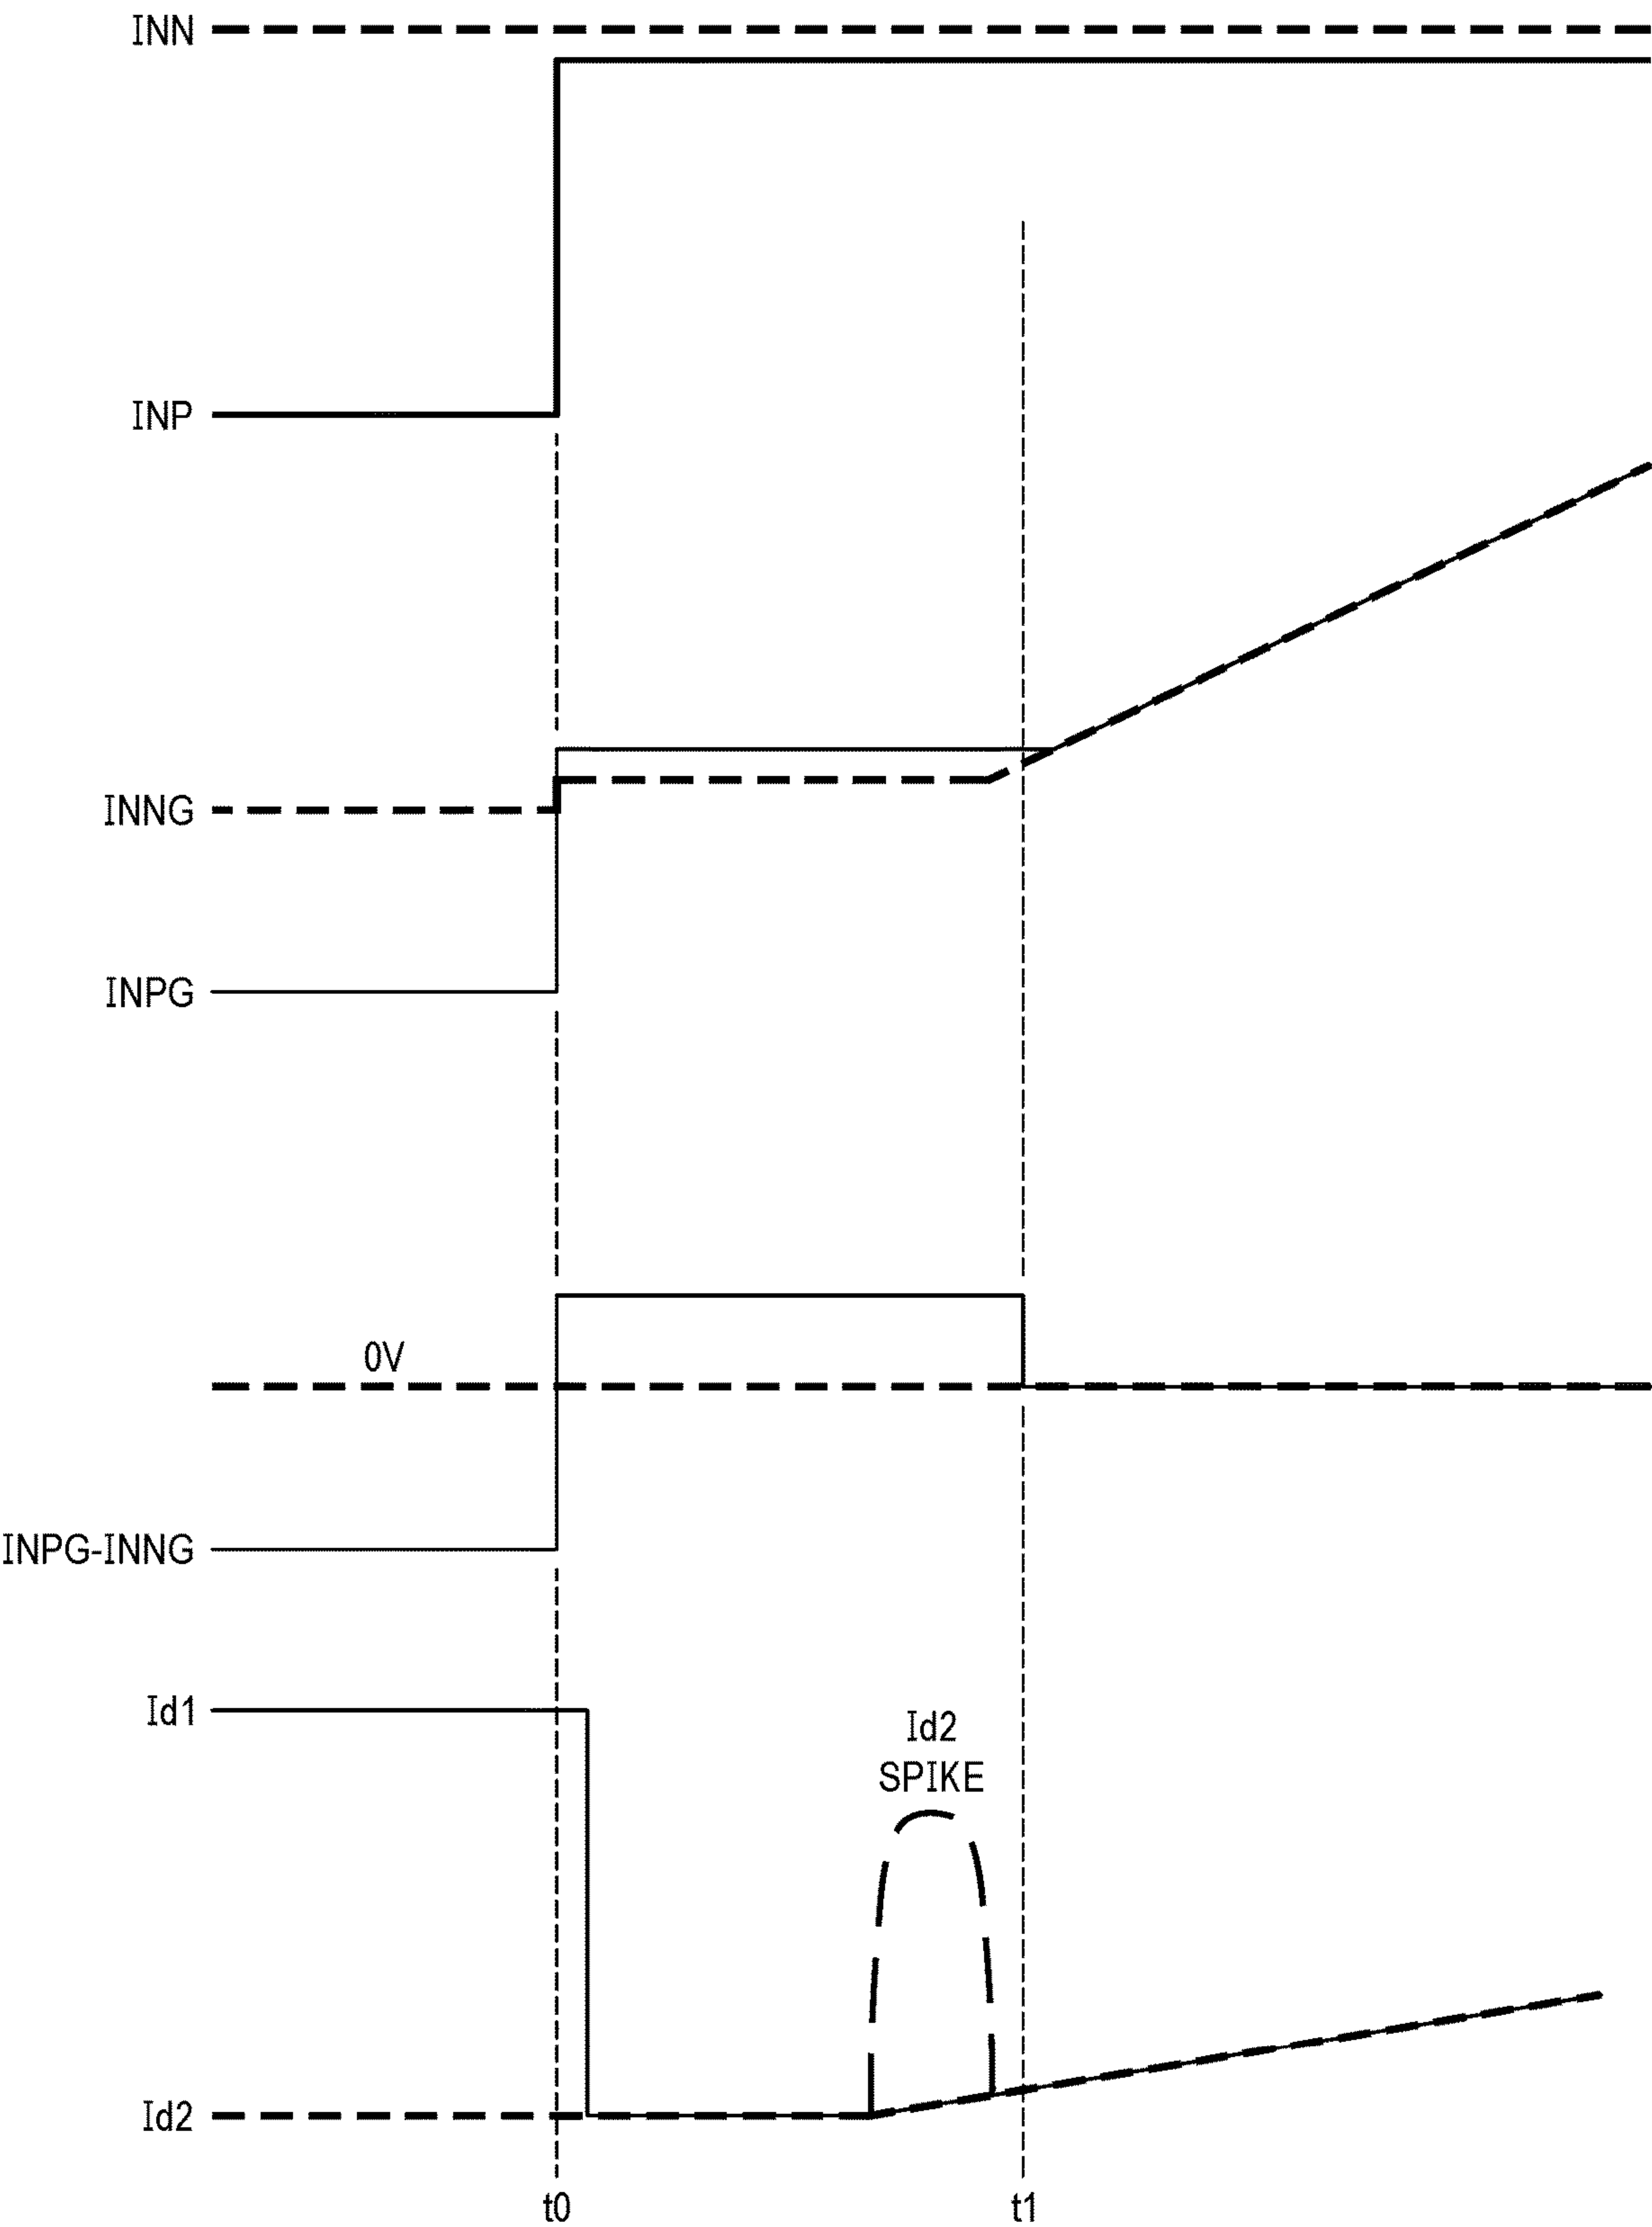 INN
INP
INNG
INPG
0V
INPG-INNG
Id1
Id2
SPIKE
Id2
t0
t1